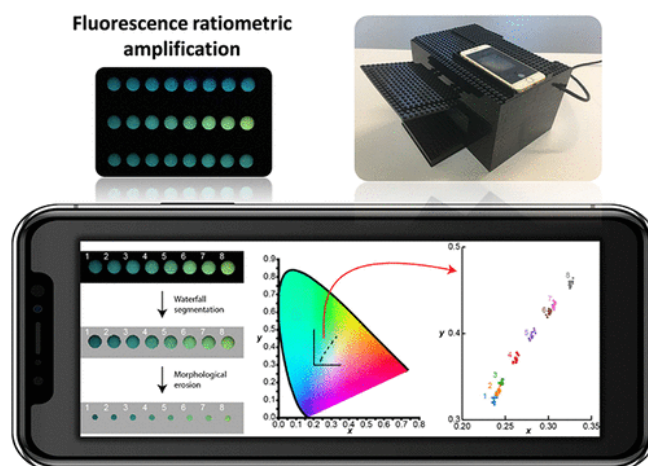 Fluorescence ratiometric
amplification
1 2 3 4 5 6 7 8
Waterfall
segmentation
1 2 3 4 5 6 7 8
Morphological
erosion
1 2 3 4 5 6 7 8
0.9
0.8
0.7
0.6
0.5
y
0.4
0.3
0.2
0.1
0.0
0.0 0.1 0.2 0.3 0.4 0.5 0.6 0.7 0.8
x
0.5
y
0.4
0.3
8
7
6
5
4
3
2
1
0.20 0.25 0.30 0.35
x